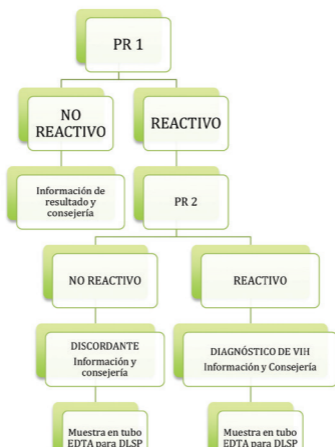 PR 1
NO
REACTIVO
REACTIVO
Información de
resultado y
consejería
PR 2
NO REACTIVO
REACTIVO
DISCORDANTE
Información y
consejería
DIAGNÓSTICO DE VIH
Información y Consejería
Muestra en tubo
EDTA para DLSP
Muestra en tubo
EDTA para DLSP